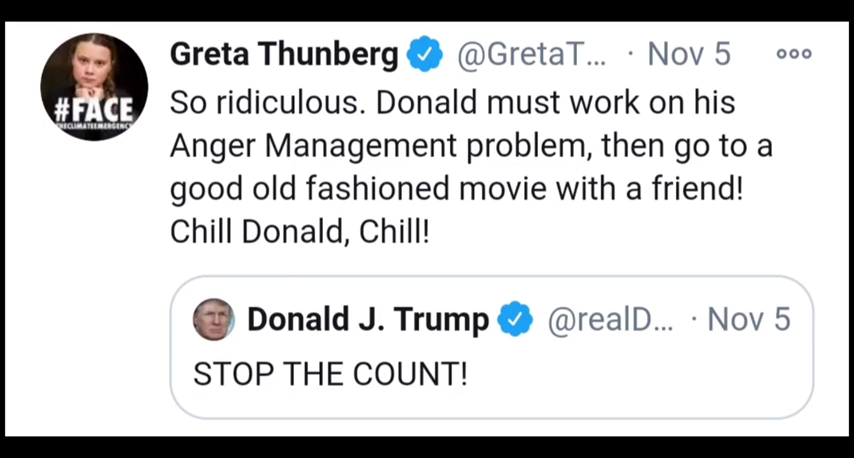 Greta Thunberg @GretaT... · Nov 5
So ridiculous. Donald must work on his
Anger Management problem, then go to a
good old fashioned movie with a friend!
Chill Donald, Chill!
#FACE
THECLIMATEEMERGENCY
Donald J. Trump @realD... · Nov 5
STOP THE COUNT!